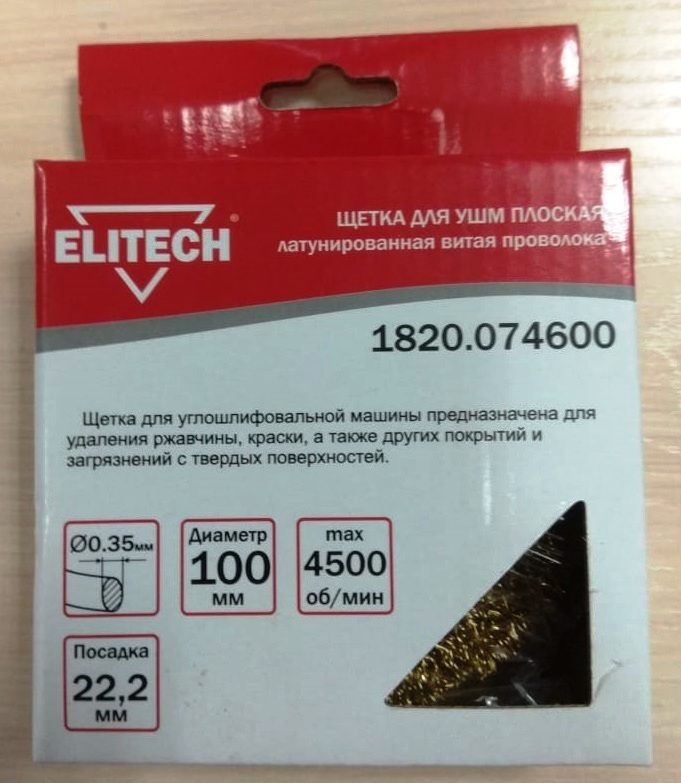 ELITECH®
ЩЕТКА ДЛЯ УШМ ПЛОСКАЯ
латунированная витая проволока
1820.074600
Щетка для углошлифовальной машины предназначена для
удаления ржавчины, краски, а также других покрытий и
загрязнений с твердых поверхностей.
Ø0.35мм
Диаметр
100
мм
max
4500
об/мин
Посадка
22,2
мм